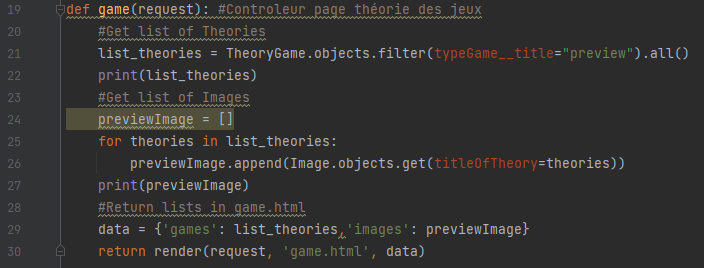 19 def game(request): #Controleur page théorie des jeux
20 #Get list of Theories
21 list_theories = TheoryGame.objects.filter(typeGame__title="preview").all()
22 print(list_theories)
23 #Get list of Images
24 previewImage = []
25 for theories in list_theories:
26 previewImage.append(Image.objects.get(titleOfTheory=theories))
27 print(previewImage)
28 #Return lists in game.html
29 data = {'games': list_theories,'images': previewImage}
30 return render(request, 'game.html', data)